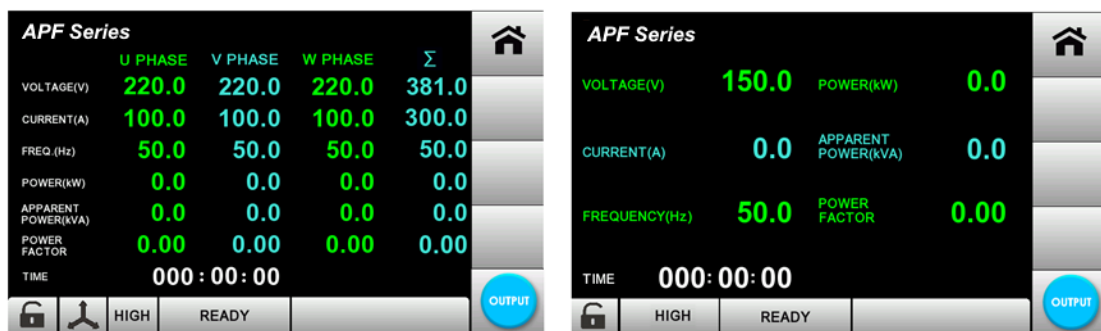 APF Series
U PHASE V PHASE W PHASE Σ
VOLTAGE(V) 220.0 220.0 220.0 381.0
CURRENT(A) 100.0 100.0 100.0 300.0
FREQ.(Hz) 50.0 50.0 50.0 50.0
POWER(kW) 0.0 0.0 0.0 0.0
APPARENT
POWER(kVA) 0.0 0.0 0.0 0.0
POWER
FACTOR 0.00 0.00 0.00 0.00
TIME 000:00:00
HIGH READY
OUTPUT
APF Series
VOLTAGE(V) 150.0 POWER(kW) 0.0
CURRENT(A) 0.0 APPARENT
POWER(kVA) 0.0
FREQUENCY(Hz) 50.0 POWER
FACTOR 0.00
TIME 000:00:00
HIGH READY
OUTPUT